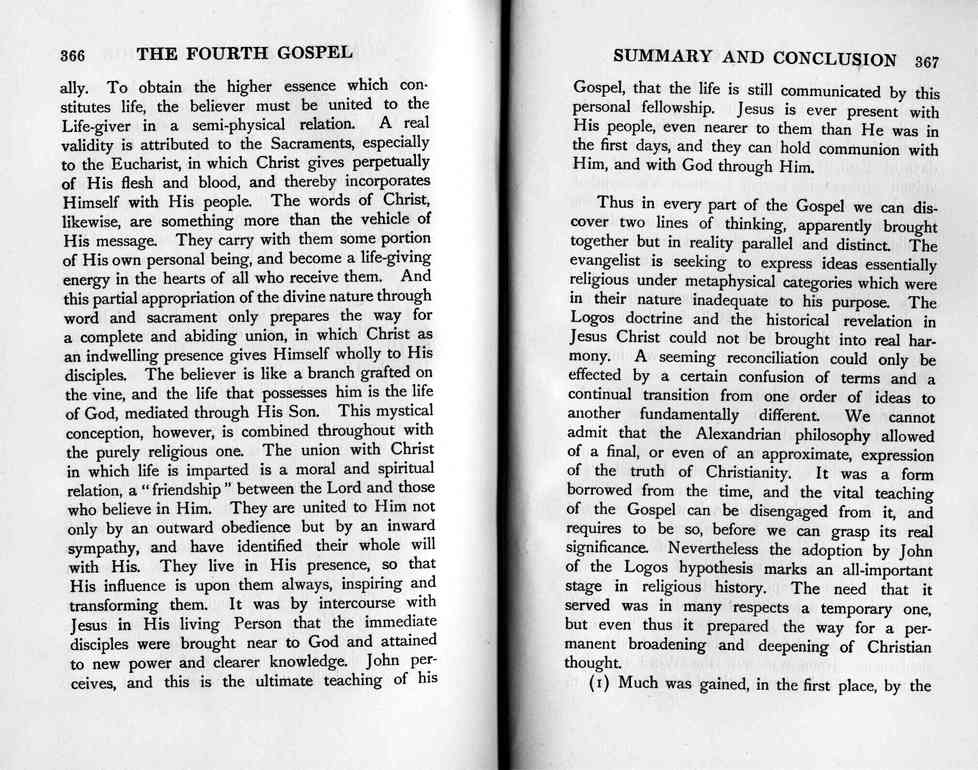 366 THE FOURTH GOSPEL
ally. To obtain the higher essence which con-
stitutes life, the believer must be united to the
Life-giver in a semi-physical relation. A real
validity is attributed to the Sacraments, especially
to the Eucharist, in which Christ gives perpetually
of His flesh and blood, and thereby incorporates
Himself with His people. The words of Christ,
likewise, are something more than the vehicle of
His message. They carry with them some portion
of His own personal being, and become a life-giving
energy in the hearts of all who receive them. And
this partial appropriation of the divine nature through
word and sacrament only prepares the way for
a complete and abiding union, in which Christ as
an indwelling presence gives Himself wholly to His
disciples. The believer is like a branch grafted on
the vine, and the life that possesses him is the life
of God, mediated through His Son. This mystical
conception, however, is combined throughout with
the purely religious one. The union with Christ
in which life is imparted is a moral and spiritual
relation, a “friendship” between the Lord and those
who believe in Him. They are united to Him not
only by an outward obedience but by an inward
sympathy, and have identified their whole will
with His. They live in His presence, so that
His influence is upon them always, inspiring and
transforming them. It was by intercourse with
Jesus in His living Person that the immediate
disciples were brought near to God and attained
to new power and clearer knowledge. John per-
ceives, and this is the ultimate teaching of his
SUMMARY AND CONCLUSION 367
Gospel, that the life is still communicated by this
personal fellowship. Jesus is ever present with
His people, even nearer to them than He was in
the first days, and they can hold communion with
Him, and with God through Him.
Thus in every part of the Gospel we can dis-
cover two lines of thinking, apparently brought
together but in reality parallel and distinct. The
evangelist is seeking to express ideas essentially
religious under metaphysical categories which were
in their nature inadequate to his purpose. The
Logos doctrine and the historical revelation in
Jesus Christ could not be brought into real har-
mony. A seeming reconciliation could only be
effected by a certain confusion of terms and a
continual transition from one order of ideas to
another fundamentally different. We cannot
admit that the Alexandrian philosophy allowed
of a final, or even of an approximate, expression
of the truth of Christianity. It was a form
borrowed from the time, and the vital teaching
of the Gospel can be disengaged from it, and
requires to be so, before we can grasp its real
significance. Nevertheless the adoption by John
of the Logos hypothesis marks an all-important
stage in religious history. The need that it
served was in many respects a temporary one,
but even thus it prepared the way for a per-
manent broadening and deepening of Christian
thought.
(1) Much was gained, in the first place, by the